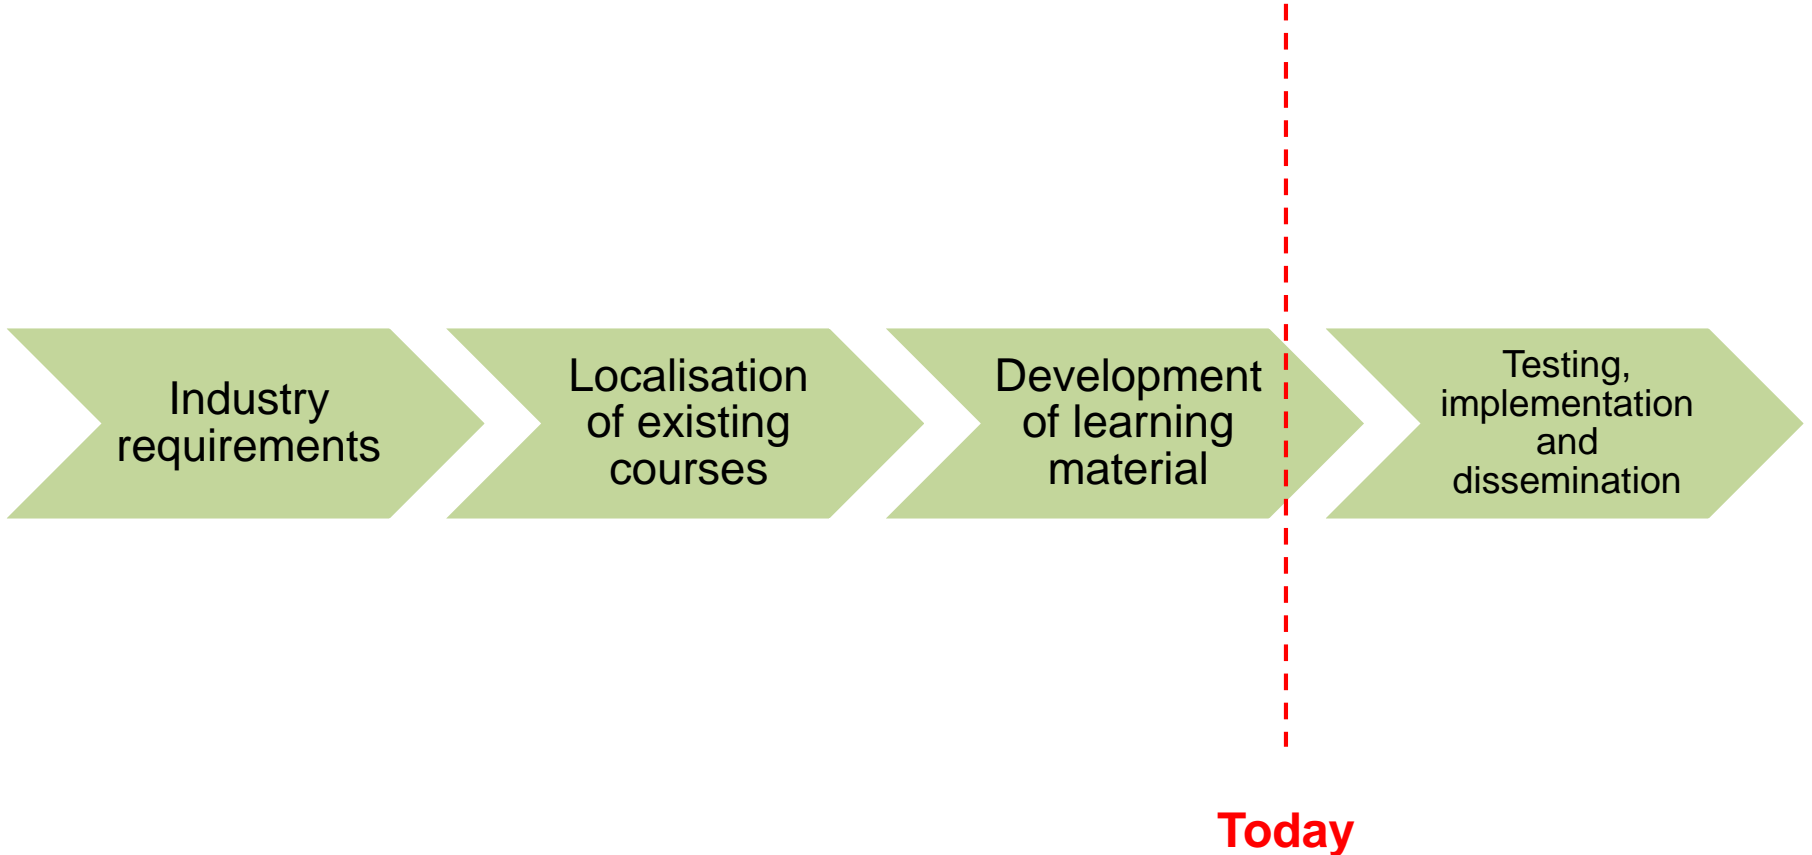 Industry
requirements
Localisation
of existing
courses
Development
of learning
material
Testing,
implementation
and
dissemination
Today